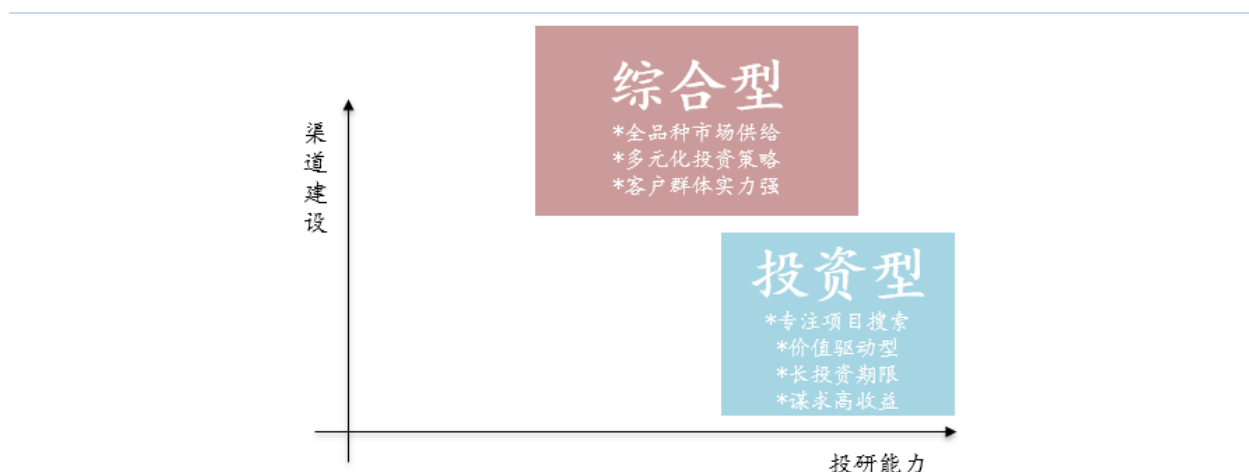 渠道建设
综合型
*全品种市场供给
*多元化投资策略
*客户群体实力强
投资型
*专注项目搜索
*价值驱动型
*长投资期限
*谋求高收益
投研能力